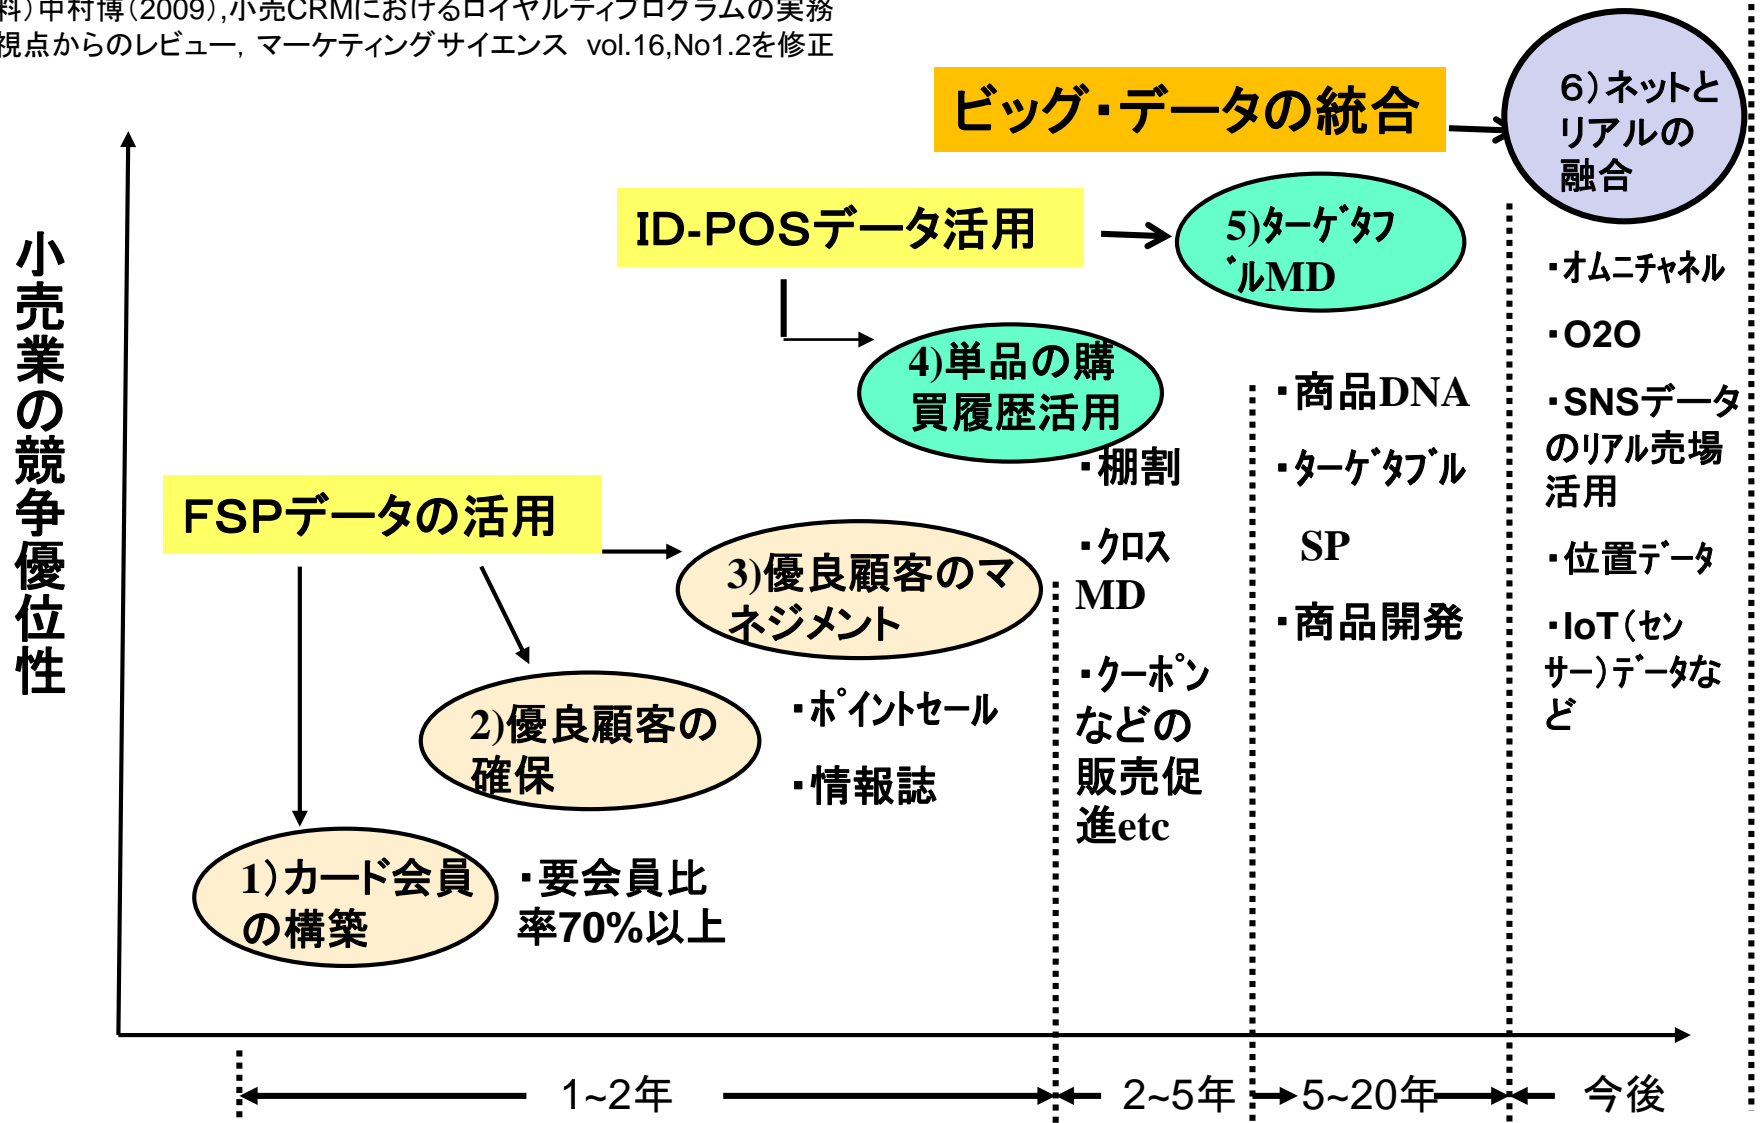 料）中村博（2009）,小売CRMにおけるロイヤルティプログラムの実務
視点からのレビュー, マーケティングサイエンス vol.16,No1.2を修正
ビッグ・データの統合
６）ネットと
リアルの
融合
ID-POSデータ活用
5)ﾀｰｹﾞﾀﾌ
ﾞﾙMD
小売業の競争優位性
4)単品の購
買履歴活用
・オムニチャネル
・O2O
・SNSデータ
のリアル売場
活用
・位置データ
・IoT（セン
サー）データな
ど
・商品DNA
・ﾀｰｹﾞﾀﾌﾞﾙ
SP
・商品開発
・棚割
・クロス
MD
・クーポン
などの
販売促
進etc
ＦＳＰデータの活用
3)優良顧客のマ
ネジメント
・ポイントセール
・情報誌
2)優良顧客の
確保
1）カード会員
の構築
・要会員比
率70%以上
1~2年
2~5年
5~20年
今後